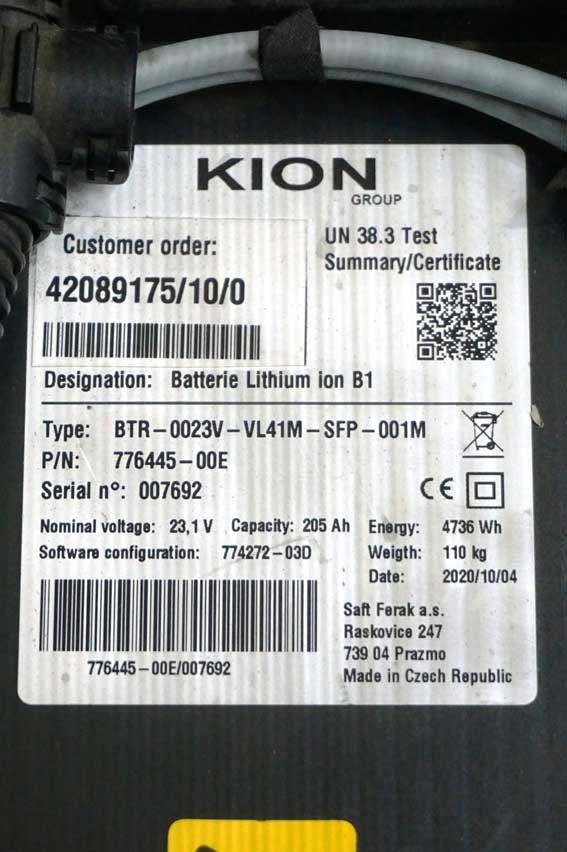 KION
GROUP
Customer order:
42089175/10/0
UN 38.3 Test
Summary/Certificate
Designation: Batterie Lithium ion B1
Type: BTR-0023V-VL41M-SFP-001M
P/N: 776445-00E
Serial n°: 007692
CE
Nominal voltage: 23,1 V Capacity: 205 Ah Energy: 4736 Wh
Software configuration: 774272-03D Weigth: 110 kg
Date: 2020/10/04
776445-00E/007692
Saft Ferak a.s.
Raskovice 247
739 04 Prazmo
Made in Czech Republic